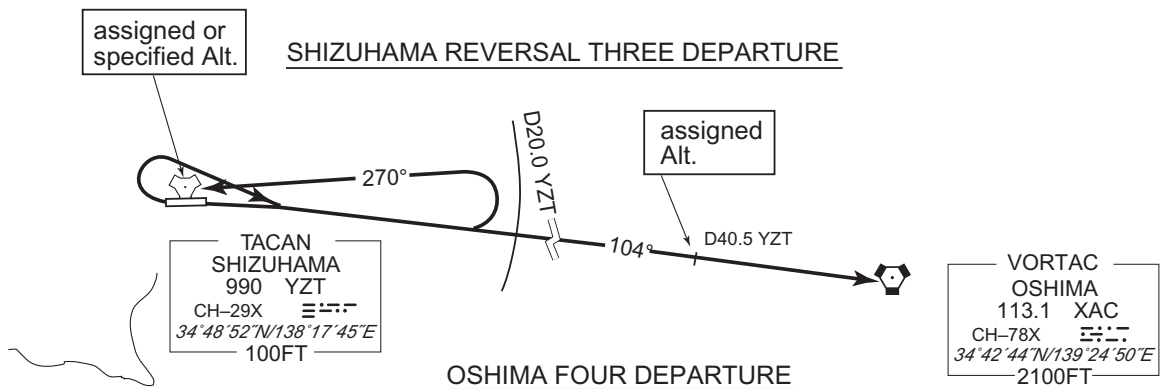 assigned or
specified Alt.
SHIZUHAMA REVERSAL THREE DEPARTURE
assigned
Alt.
D20.0 YZT
270°
104°
D40.5 YZT
TACAN
SHIZUHAMA
990 YZT
CH–29X
34°48´52˝N/138°17´45˝E
100FT
VORTAC
OSHIMA
113.1 XAC
CH–78X
34°42´44˝N/139°24´50˝E
2100FT
OSHIMA FOUR DEPARTURE